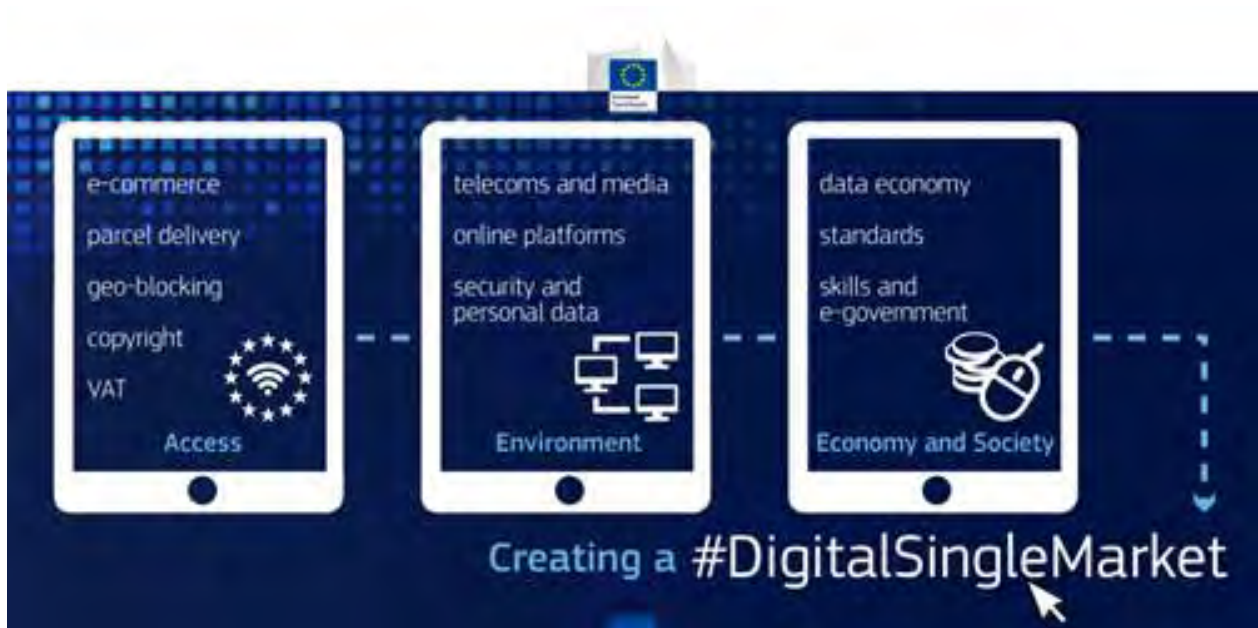 e-commerce
parcel delivery
geo-blocking
copyright
VAT
Access
telecoms and media
online platforms
security and
personal data
Environment
data economy
standards
skills and
e-government
Economy and Society
Creating a #DigitalSingleMarket